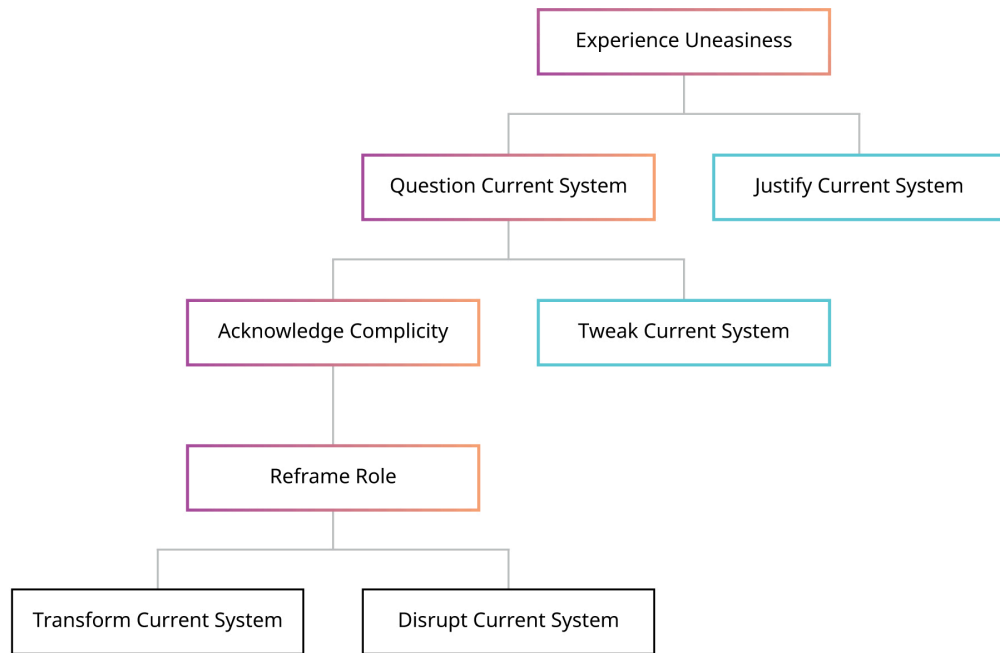 Experience Uneasiness
Question Current System
Justify Current System
Acknowledge Complicity
Tweak Current System
Reframe Role
Transform Current System
Disrupt Current System